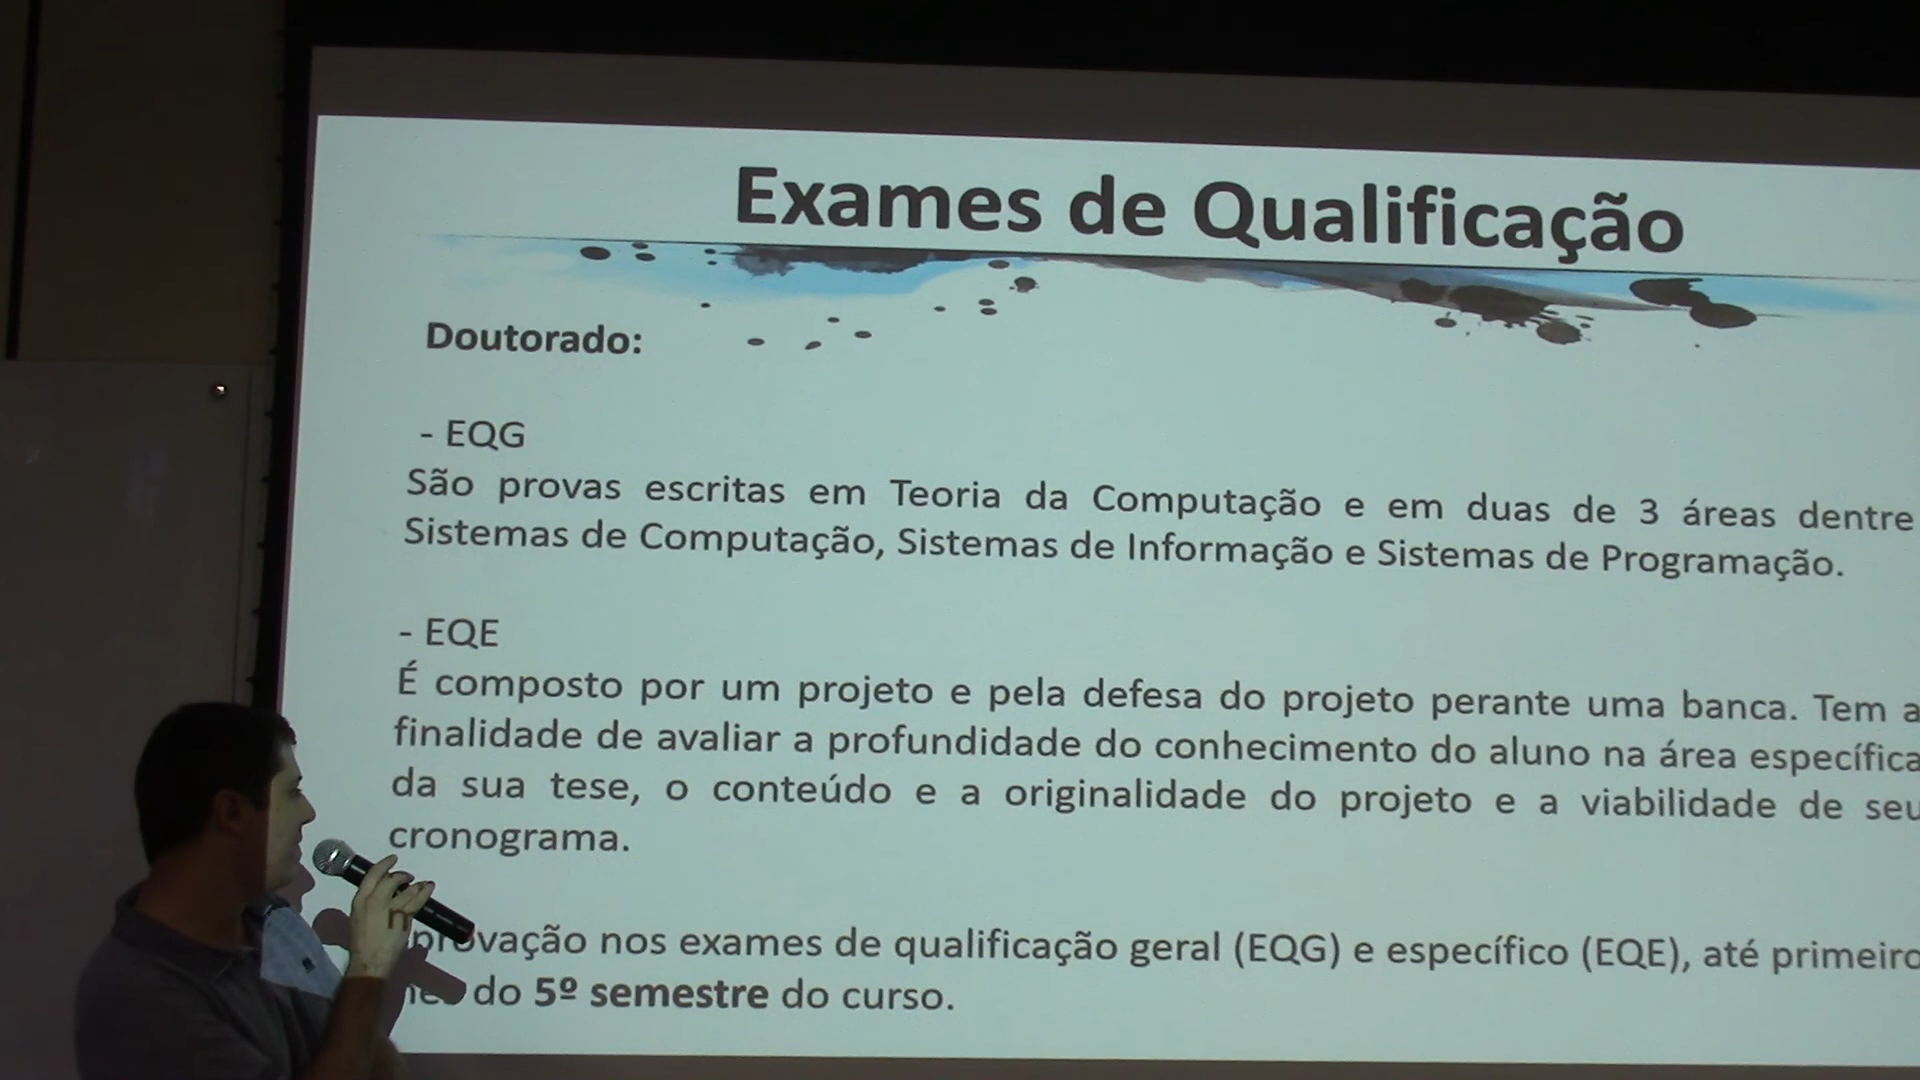 Exames de Qualificação
Doutorado:
- EQG
São provas escritas em Teoria da Computação e em duas de 3 áreas dentre
Sistemas de Computação, Sistemas de Informação e Sistemas de Programação.
- EQE
É composto por um projeto e pela defesa do projeto perante uma banca. Tem a
finalidade de avaliar a profundidade do conhecimento do aluno na área específica
da sua tese, o conteúdo e a originalidade do projeto e a viabilidade de seu
cronograma.
nos exames de qualificação geral (EQG) e específico (EQE), até primeiro
do 5º semestre do curso.